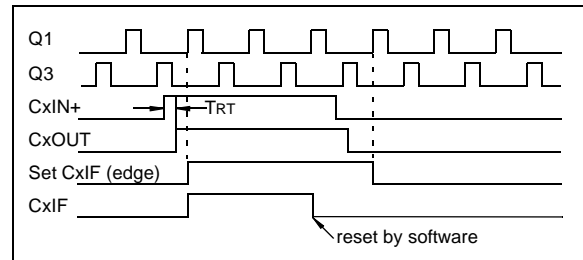 Q1
Q3
CxIN+
TRT
CxOUT
Set CxIF (edge)
CxIF
reset by software